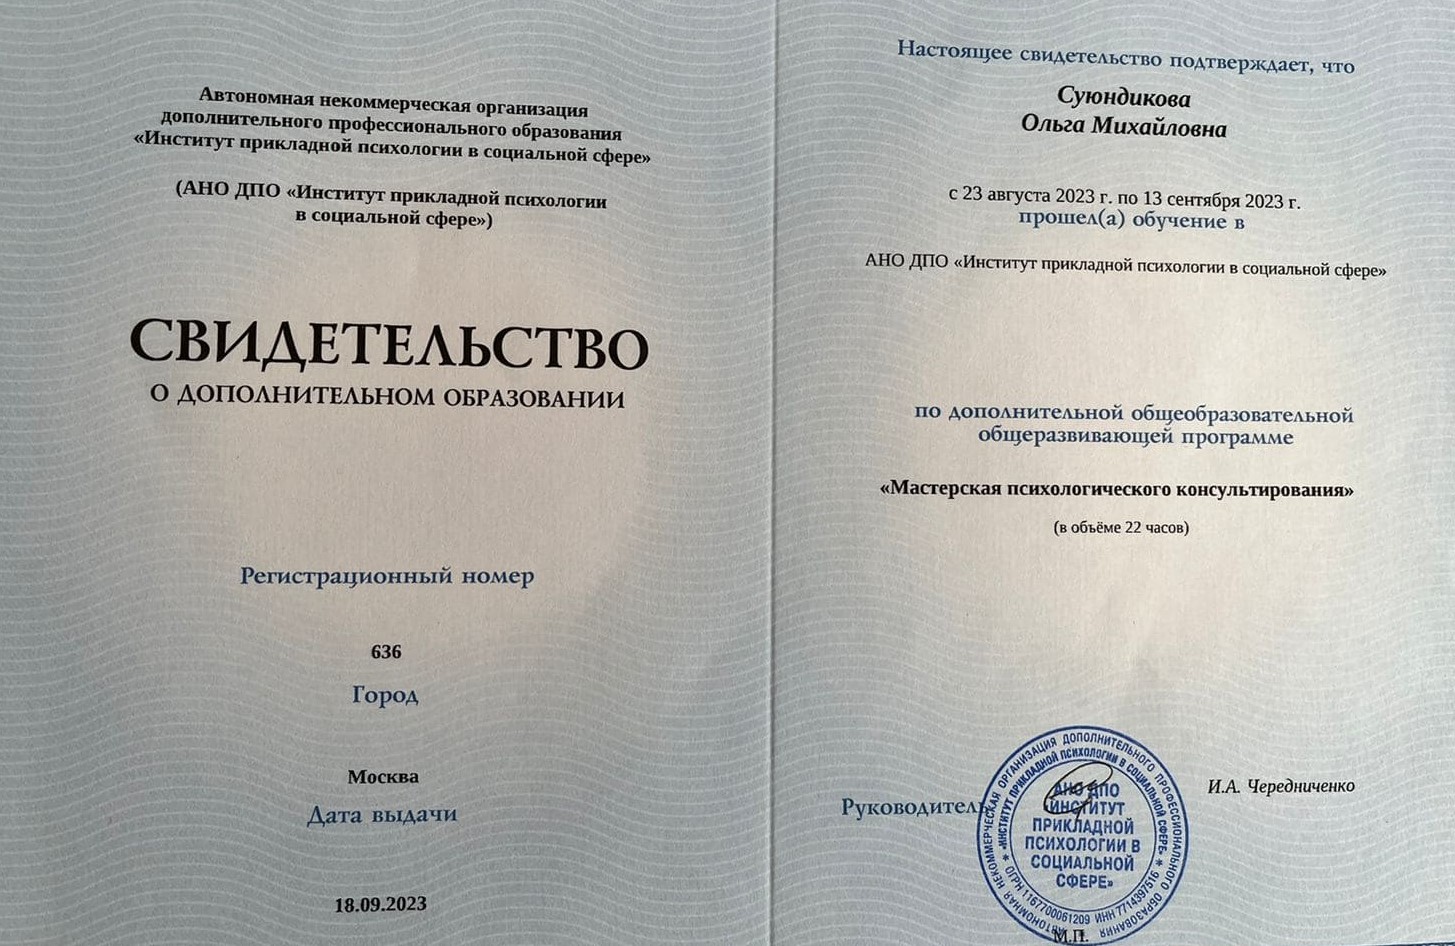 Автономная некоммерческая организация
дополнительного профессионального образования
«Институт прикладной психологии в социальной сфере»
(АНО ДПО «Институт прикладной психологии
в социальной сфере»)
СВИДЕТЕЛЬСТВО
О ДОПОЛНИТЕЛЬНОМ ОБРАЗОВАНИИ
Регистрационный номер
636
Город
Москва
Дата выдачи
18.09.2023
Настоящее свидетельство подтверждает, что
Суюндикова
Ольга Михайловна
с 23 августа 2023 г. по 13 сентября 2023 г.
прошел(а) обучение в
АНО ДПО «Институт прикладной психологии в социальной сфере»
по дополнительной общеобразовательной
общеразвивающей программе
«Мастерская психологического консультирования»
(в объёме 22 часов)
Руководитель
И.А. Чередниченко
АВТОНОМНАЯ НЕКОММЕРЧЕСКАЯ ОРГАНИЗАЦИЯ ДОПОЛНИТЕЛЬНОГО ПРОФЕССИОНАЛЬНОГО ОБРАЗОВАНИЯ
«ИНСТИТУТ ПРИКЛАДНОЙ ПСИХОЛОГИИ В СОЦИАЛЬНОЙ СФЕРЕ»
ОГРН 1167700061209 ИНН 7714397516
АНО ДПО
«ИНСТИТУТ
ПРИКЛАДНОЙ
ПСИХОЛОГИИ В
СОЦИАЛЬНОЙ
СФЕРЕ»
М.П.